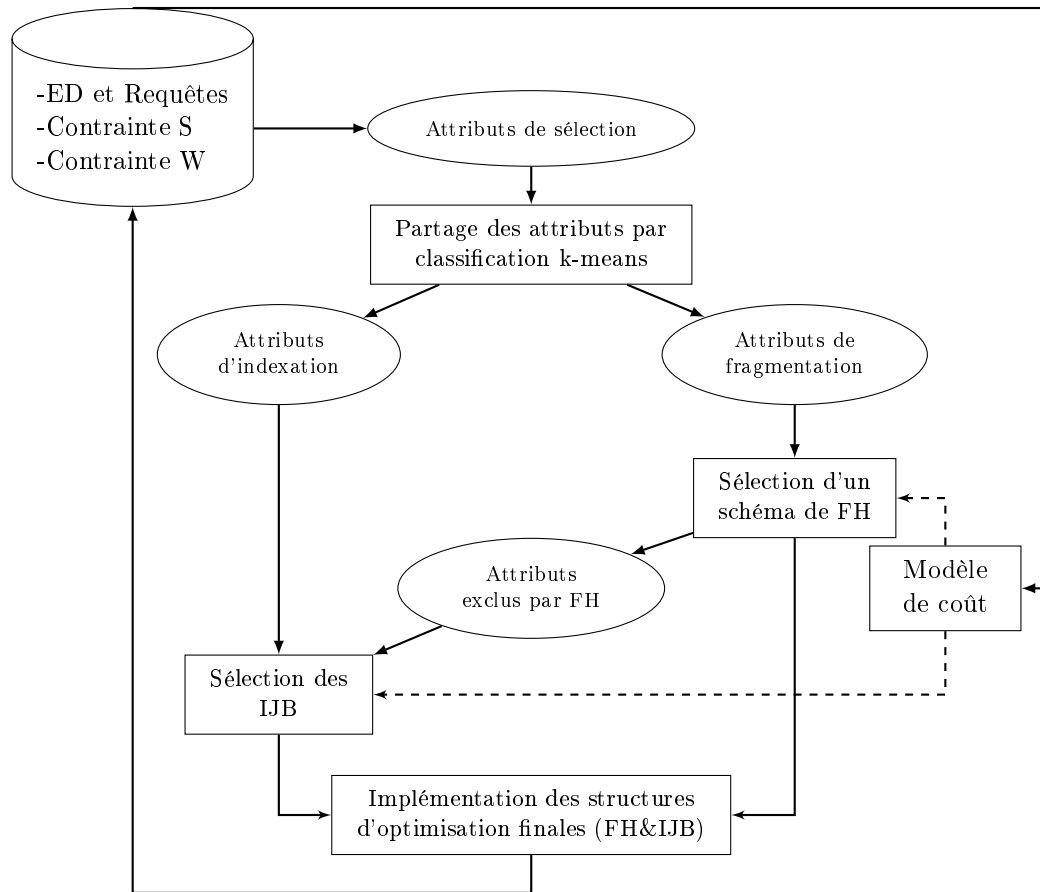 -ED et Requêtes
-Contrainte S
-Contrainte W
Attributs de sélection
Partage des attributs par
classification k-means
Attributs
d'indexation
Attributs de
fragmentation
Sélection d'un
schéma de FH
Attributs
exclus par FH
Modèle
de coût
Sélection des
IJB
Implémentation des structures
d'optimisation finales (FH&IJB)